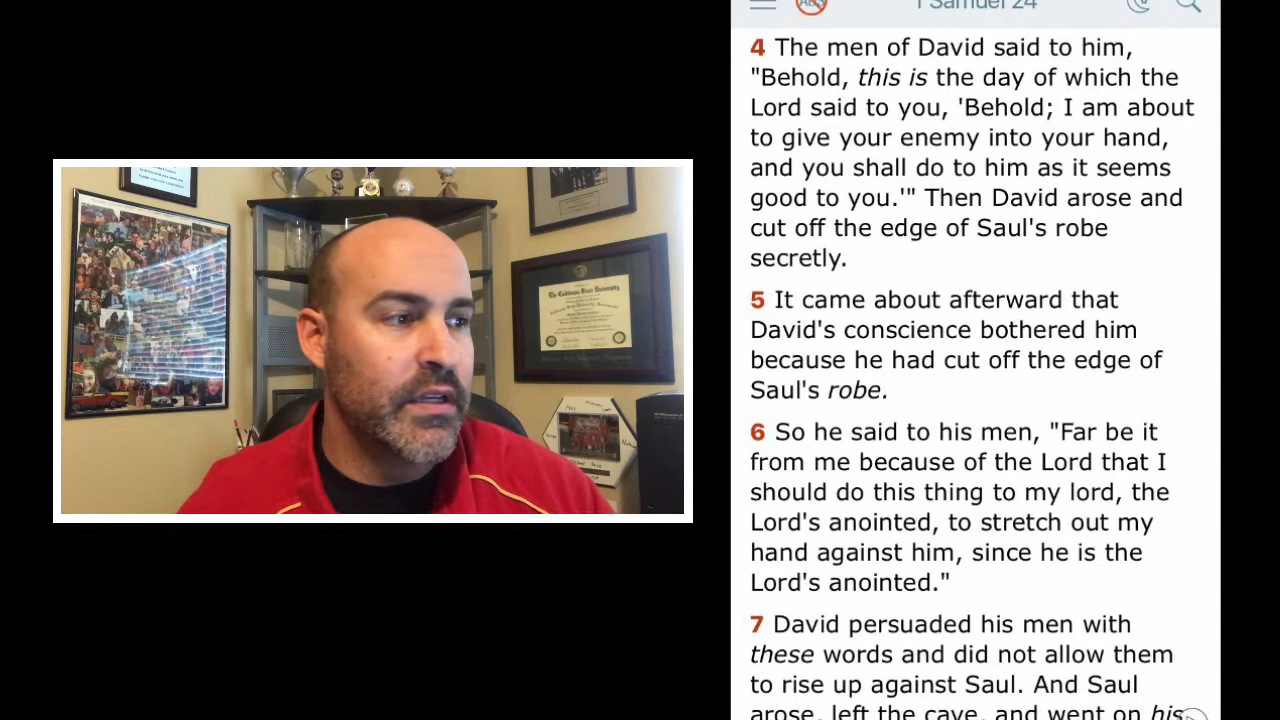 1 Samuel 24
4 The men of David said to him,
"Behold, this is the day of which the
Lord said to you, 'Behold; I am about
to give your enemy into your hand,
and you shall do to him as it seems
good to you.'" Then David arose and
cut off the edge of Saul's robe
secretly.
5 It came about afterward that
David's conscience bothered him
because he had cut off the edge of
Saul's robe.
6 So he said to his men, "Far be it
from me because of the Lord that I
should do this thing to my lord, the
Lord's anointed, to stretch out my
hand against him, since he is the
Lord's anointed."
7 David persuaded his men with
these words and did not allow them
to rise up against Saul. And Saul
arose, left the cave, and went on his
The California State University